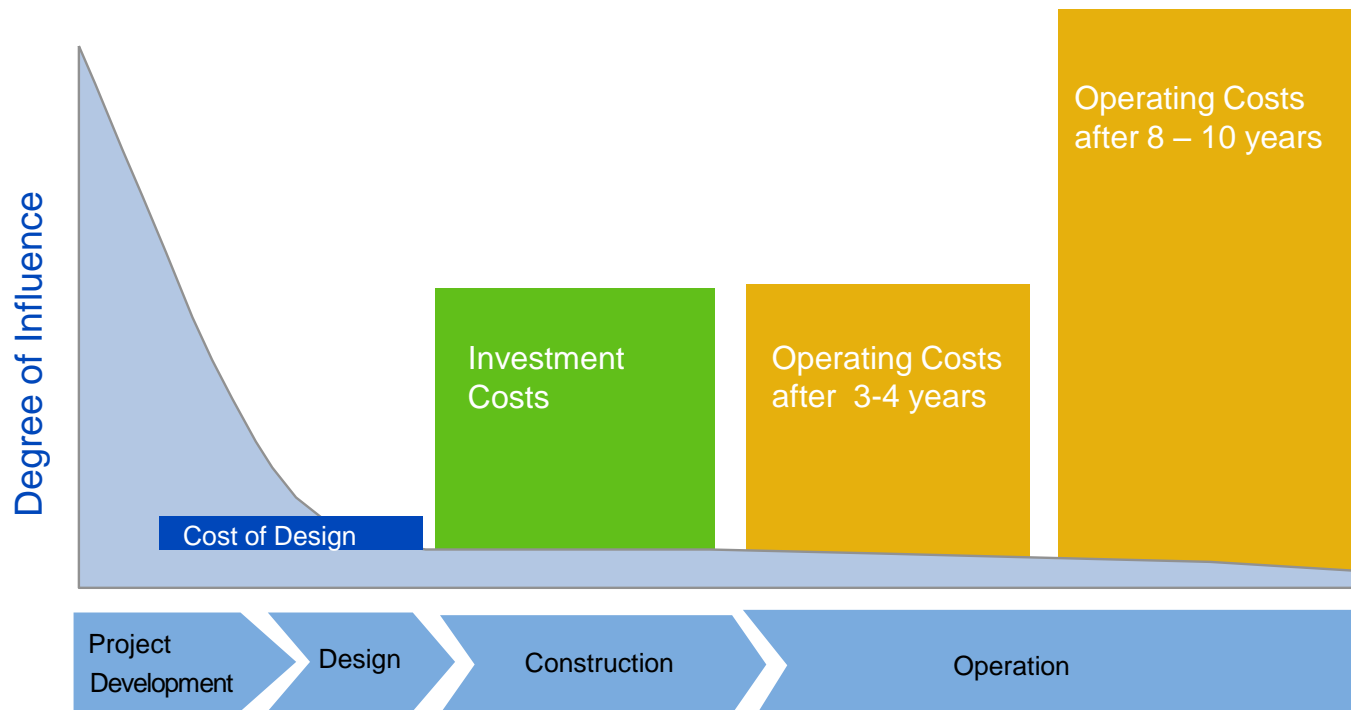 Degree of Influence
Operating Costs
after 8 – 10 years
Investment
Costs
Operating Costs
after 3-4 years
Cost of Design
Project
Development
Design
Construction
Operation